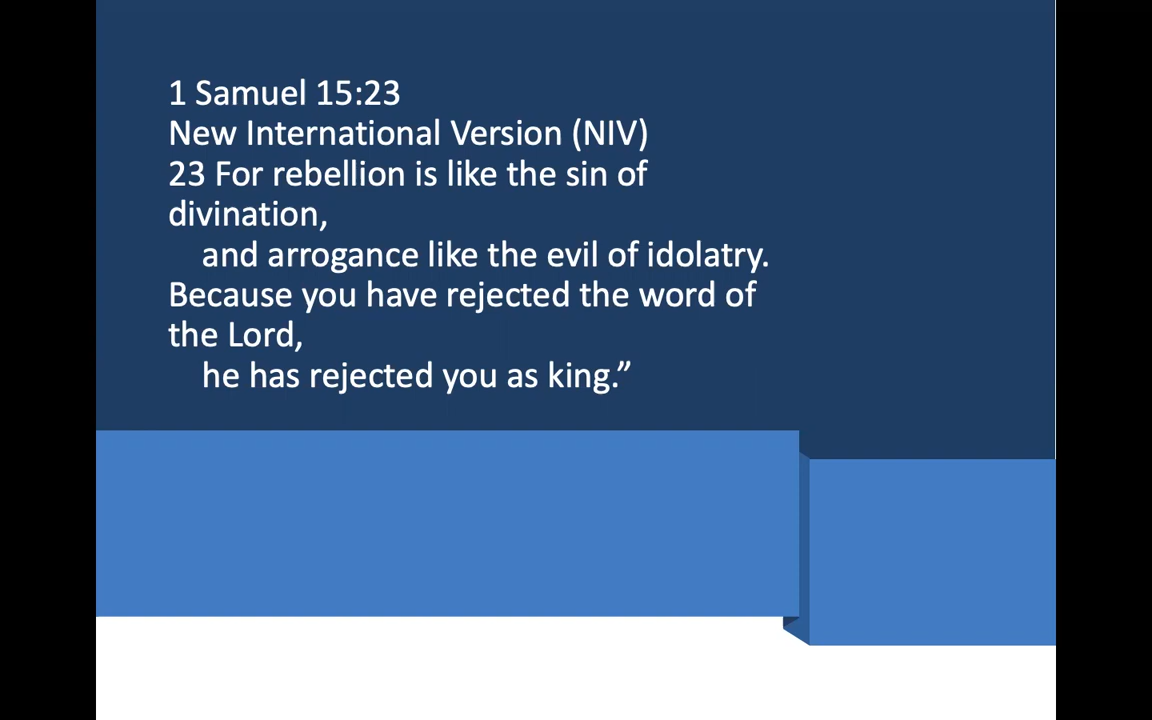 1 Samuel 15:23
New International Version (NIV)
23 For rebellion is like the sin of
divination,
and arrogance like the evil of idolatry.
Because you have rejected the word of
the Lord,
he has rejected you as king.”